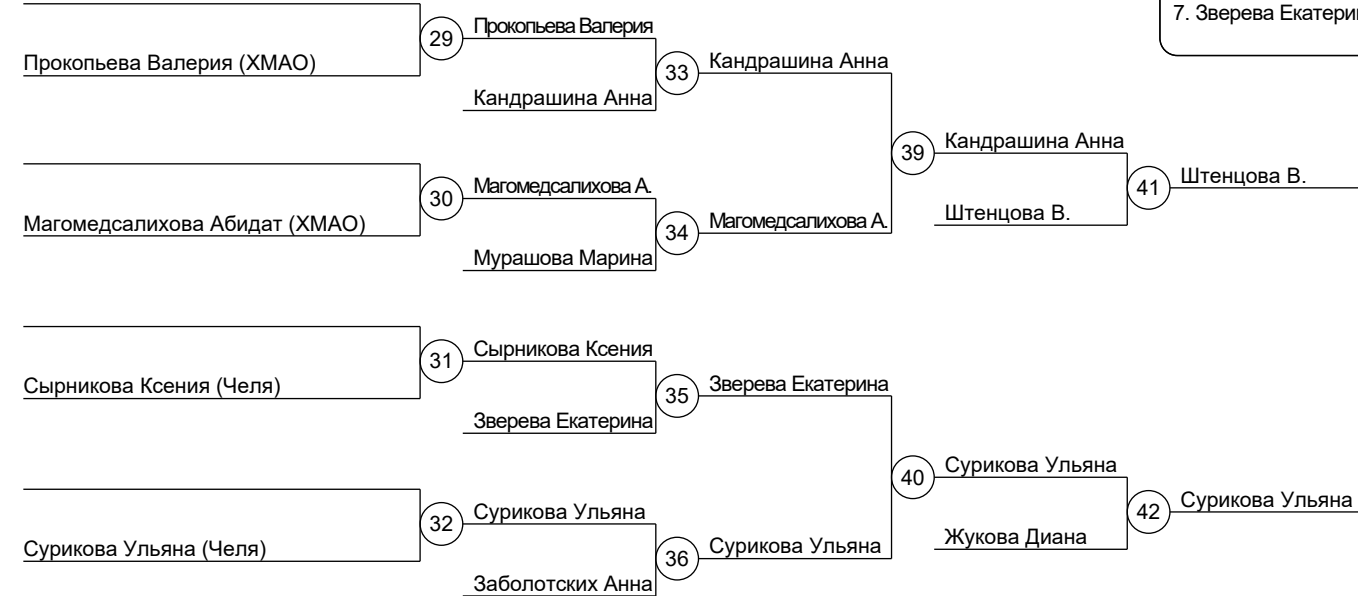 7. Зверева Екатери
Прокопьева Валерия
29
Прокопьева Валерия (ХМАО)
Кандрашина Анна
33
Кандрашина Анна
Кандрашина Анна
39
Магомедсалихова А.
30
Штенцова В.
41
Магомедсалихова Абидат (ХМАО)
Магомедсалихова А.
34
Штенцова В.
Мурашова Марина
Сырникова Ксения
31
Зверева Екатерина
Сырникова Ксения (Челя)
35
Зверева Екатерина
Сурикова Ульяна
40
Сурикова Ульяна
42
Сурикова Ульяна
32
Жукова Диана
Сурикова Ульяна (Челя)
Сурикова Ульяна
36
Заболотских Анна